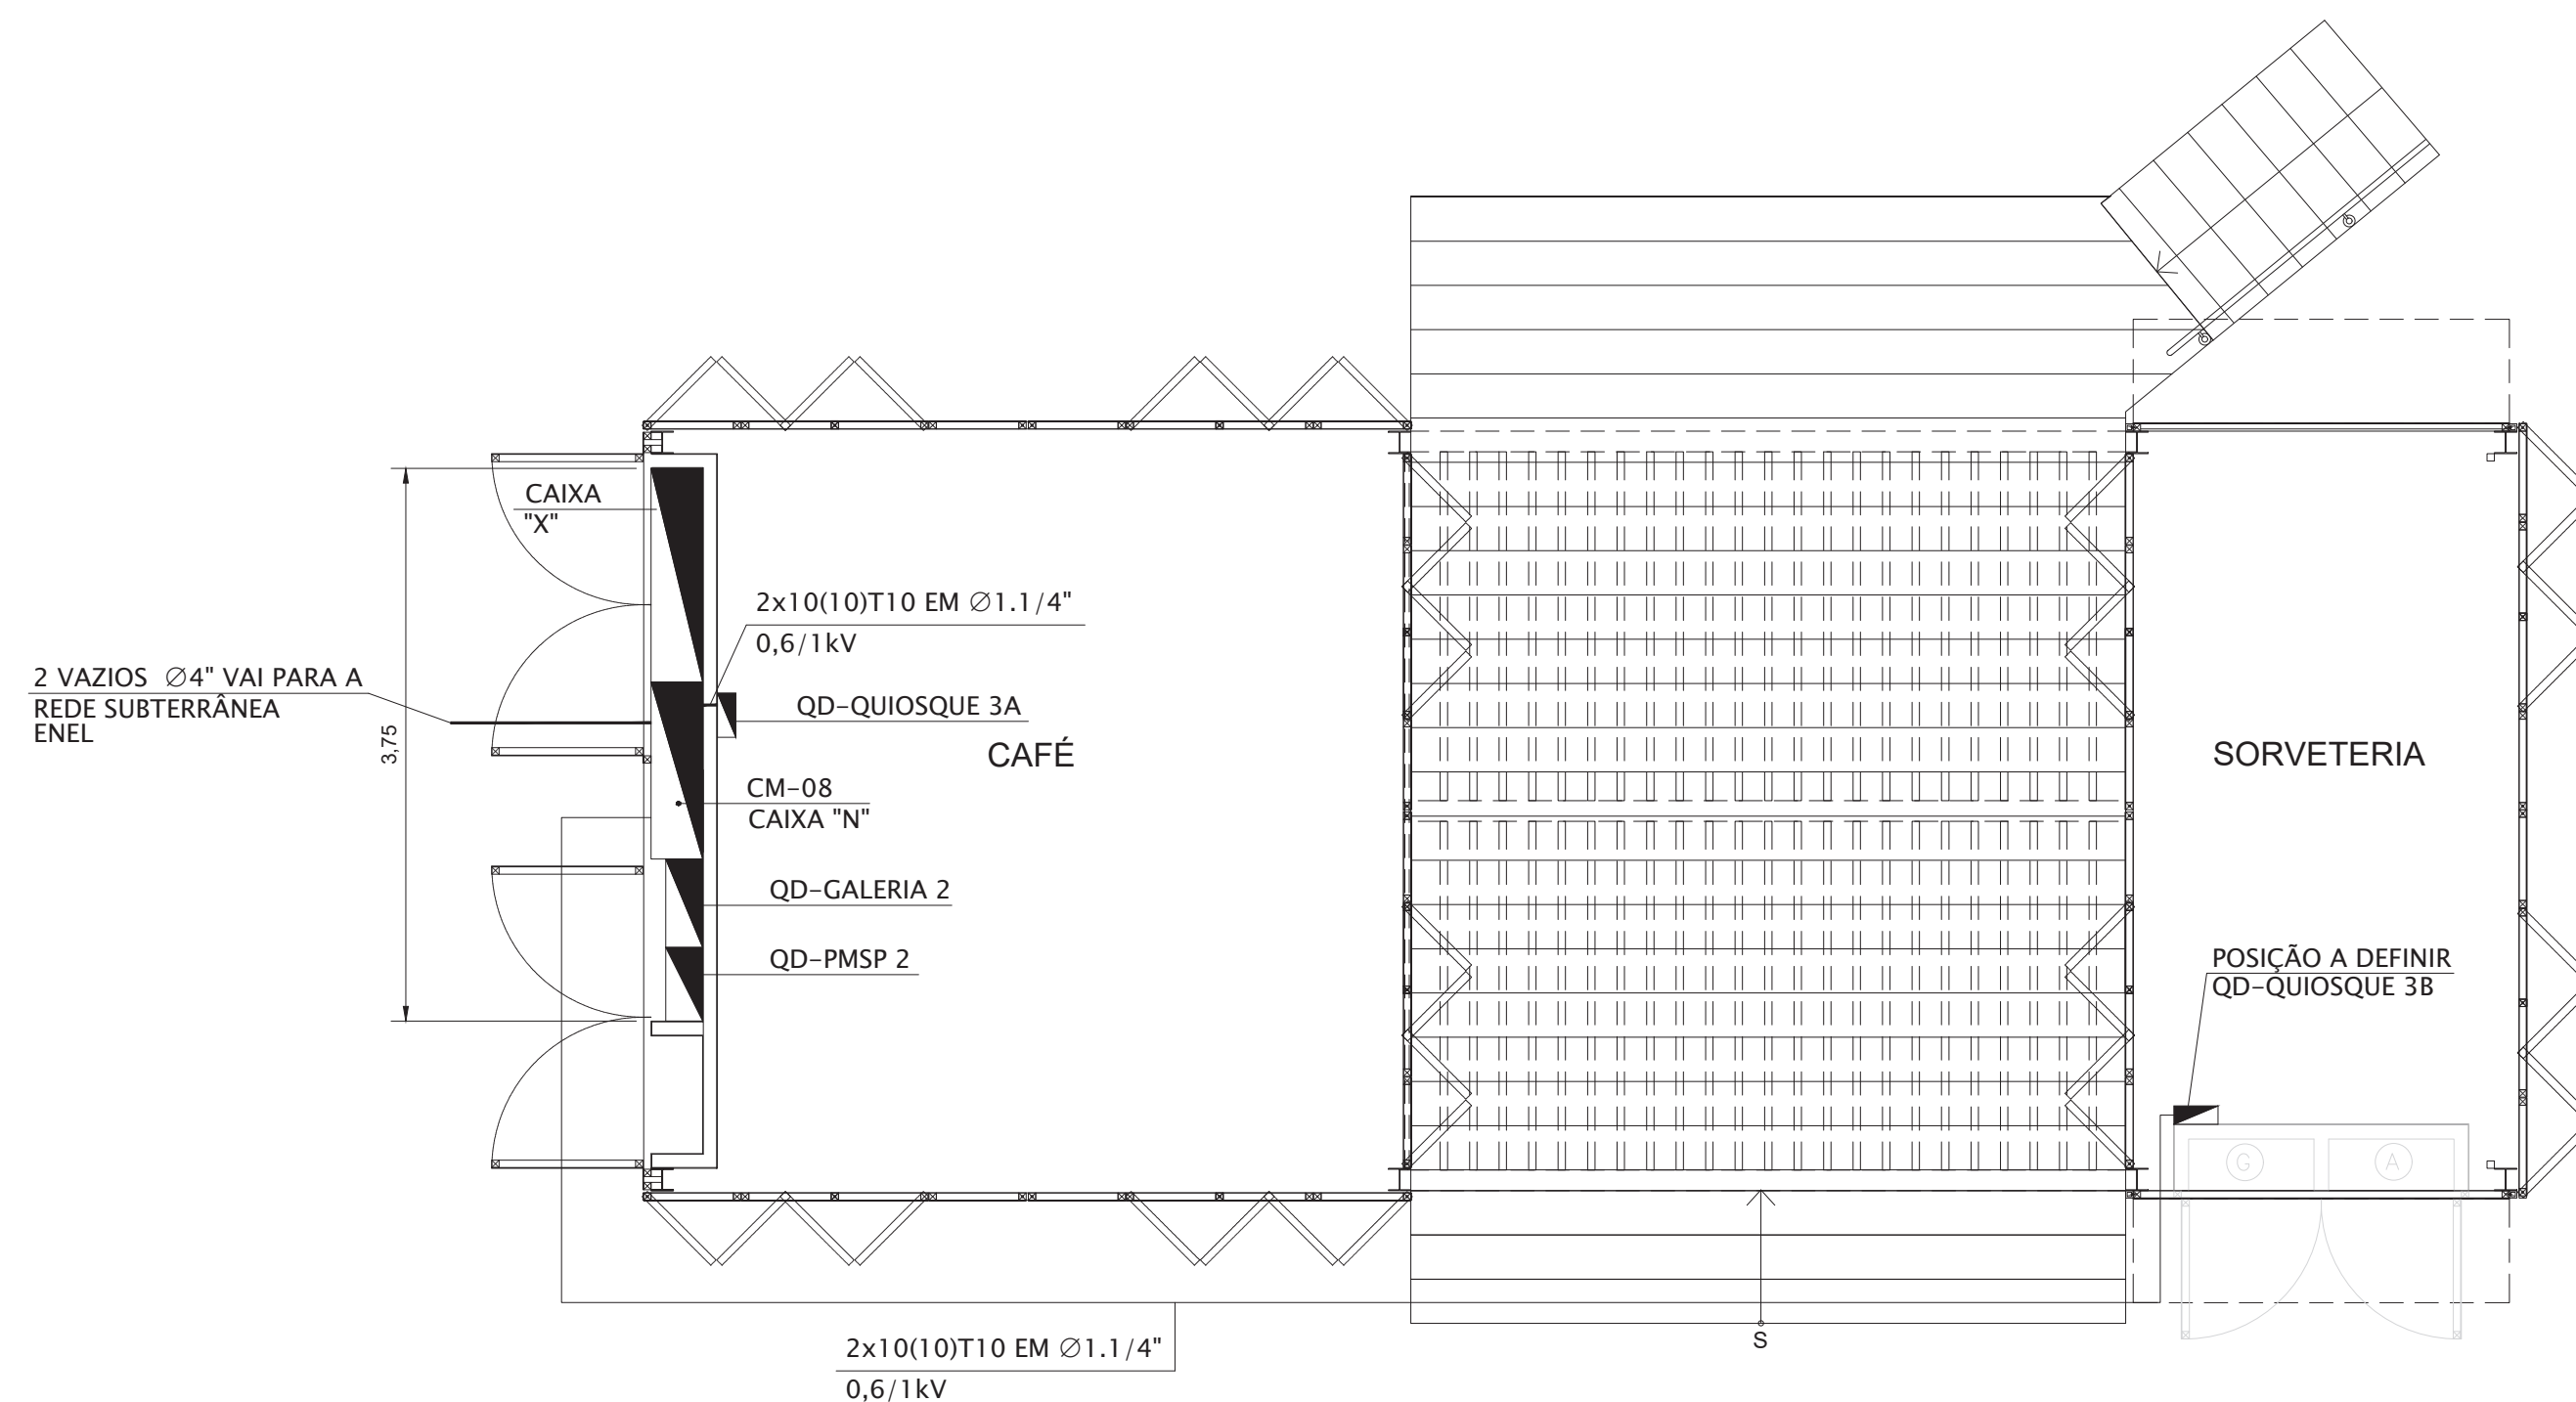 CAIXA
"X"
2x10(10)T10 EM ∅1.1/4"
0,6/1kV
2 VAZIOS ∅4" VAI PARA A
REDE SUBTERRÂNEA
ENEL
3,75
QD-QUIOSQUE 3A
CAFÉ
SORVETERIA
CM-08
CAIXA "N"
QD-GALERIA 2
QD-PMSP 2
POSIÇÃO A DEFINIR
QD-QUIOSQUE 3B
G
A
S
2x10(10)T10 EM ∅1.1/4"
0,6/1kV